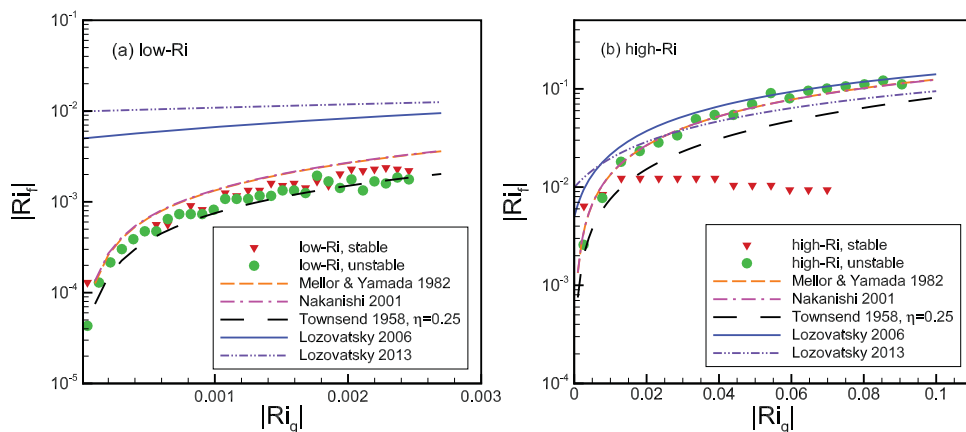 (a) low-Ri
10⁻¹
10⁻²
10⁻³
10⁻⁴
10⁻⁵
|Ri_f|
low-Ri, stable
low-Ri, unstable
Mellor & Yamada 1982
Nakanishi 2001
Townsend 1958, η=0.25
Lozovatsky 2006
Lozovatsky 2013
0.001 0.002 0.003
|Ri_g|
(b) high-Ri
10⁰
10⁻¹
10⁻²
10⁻³
10⁻⁴
|Ri_f|
high-Ri, stable
high-Ri, unstable
Mellor & Yamada 1982
Nakanishi 2001
Townsend 1958, η=0.25
Lozovatsky 2006
Lozovatsky 2013
0 0.02 0.04 0.06 0.08 0.1
|Ri_g|